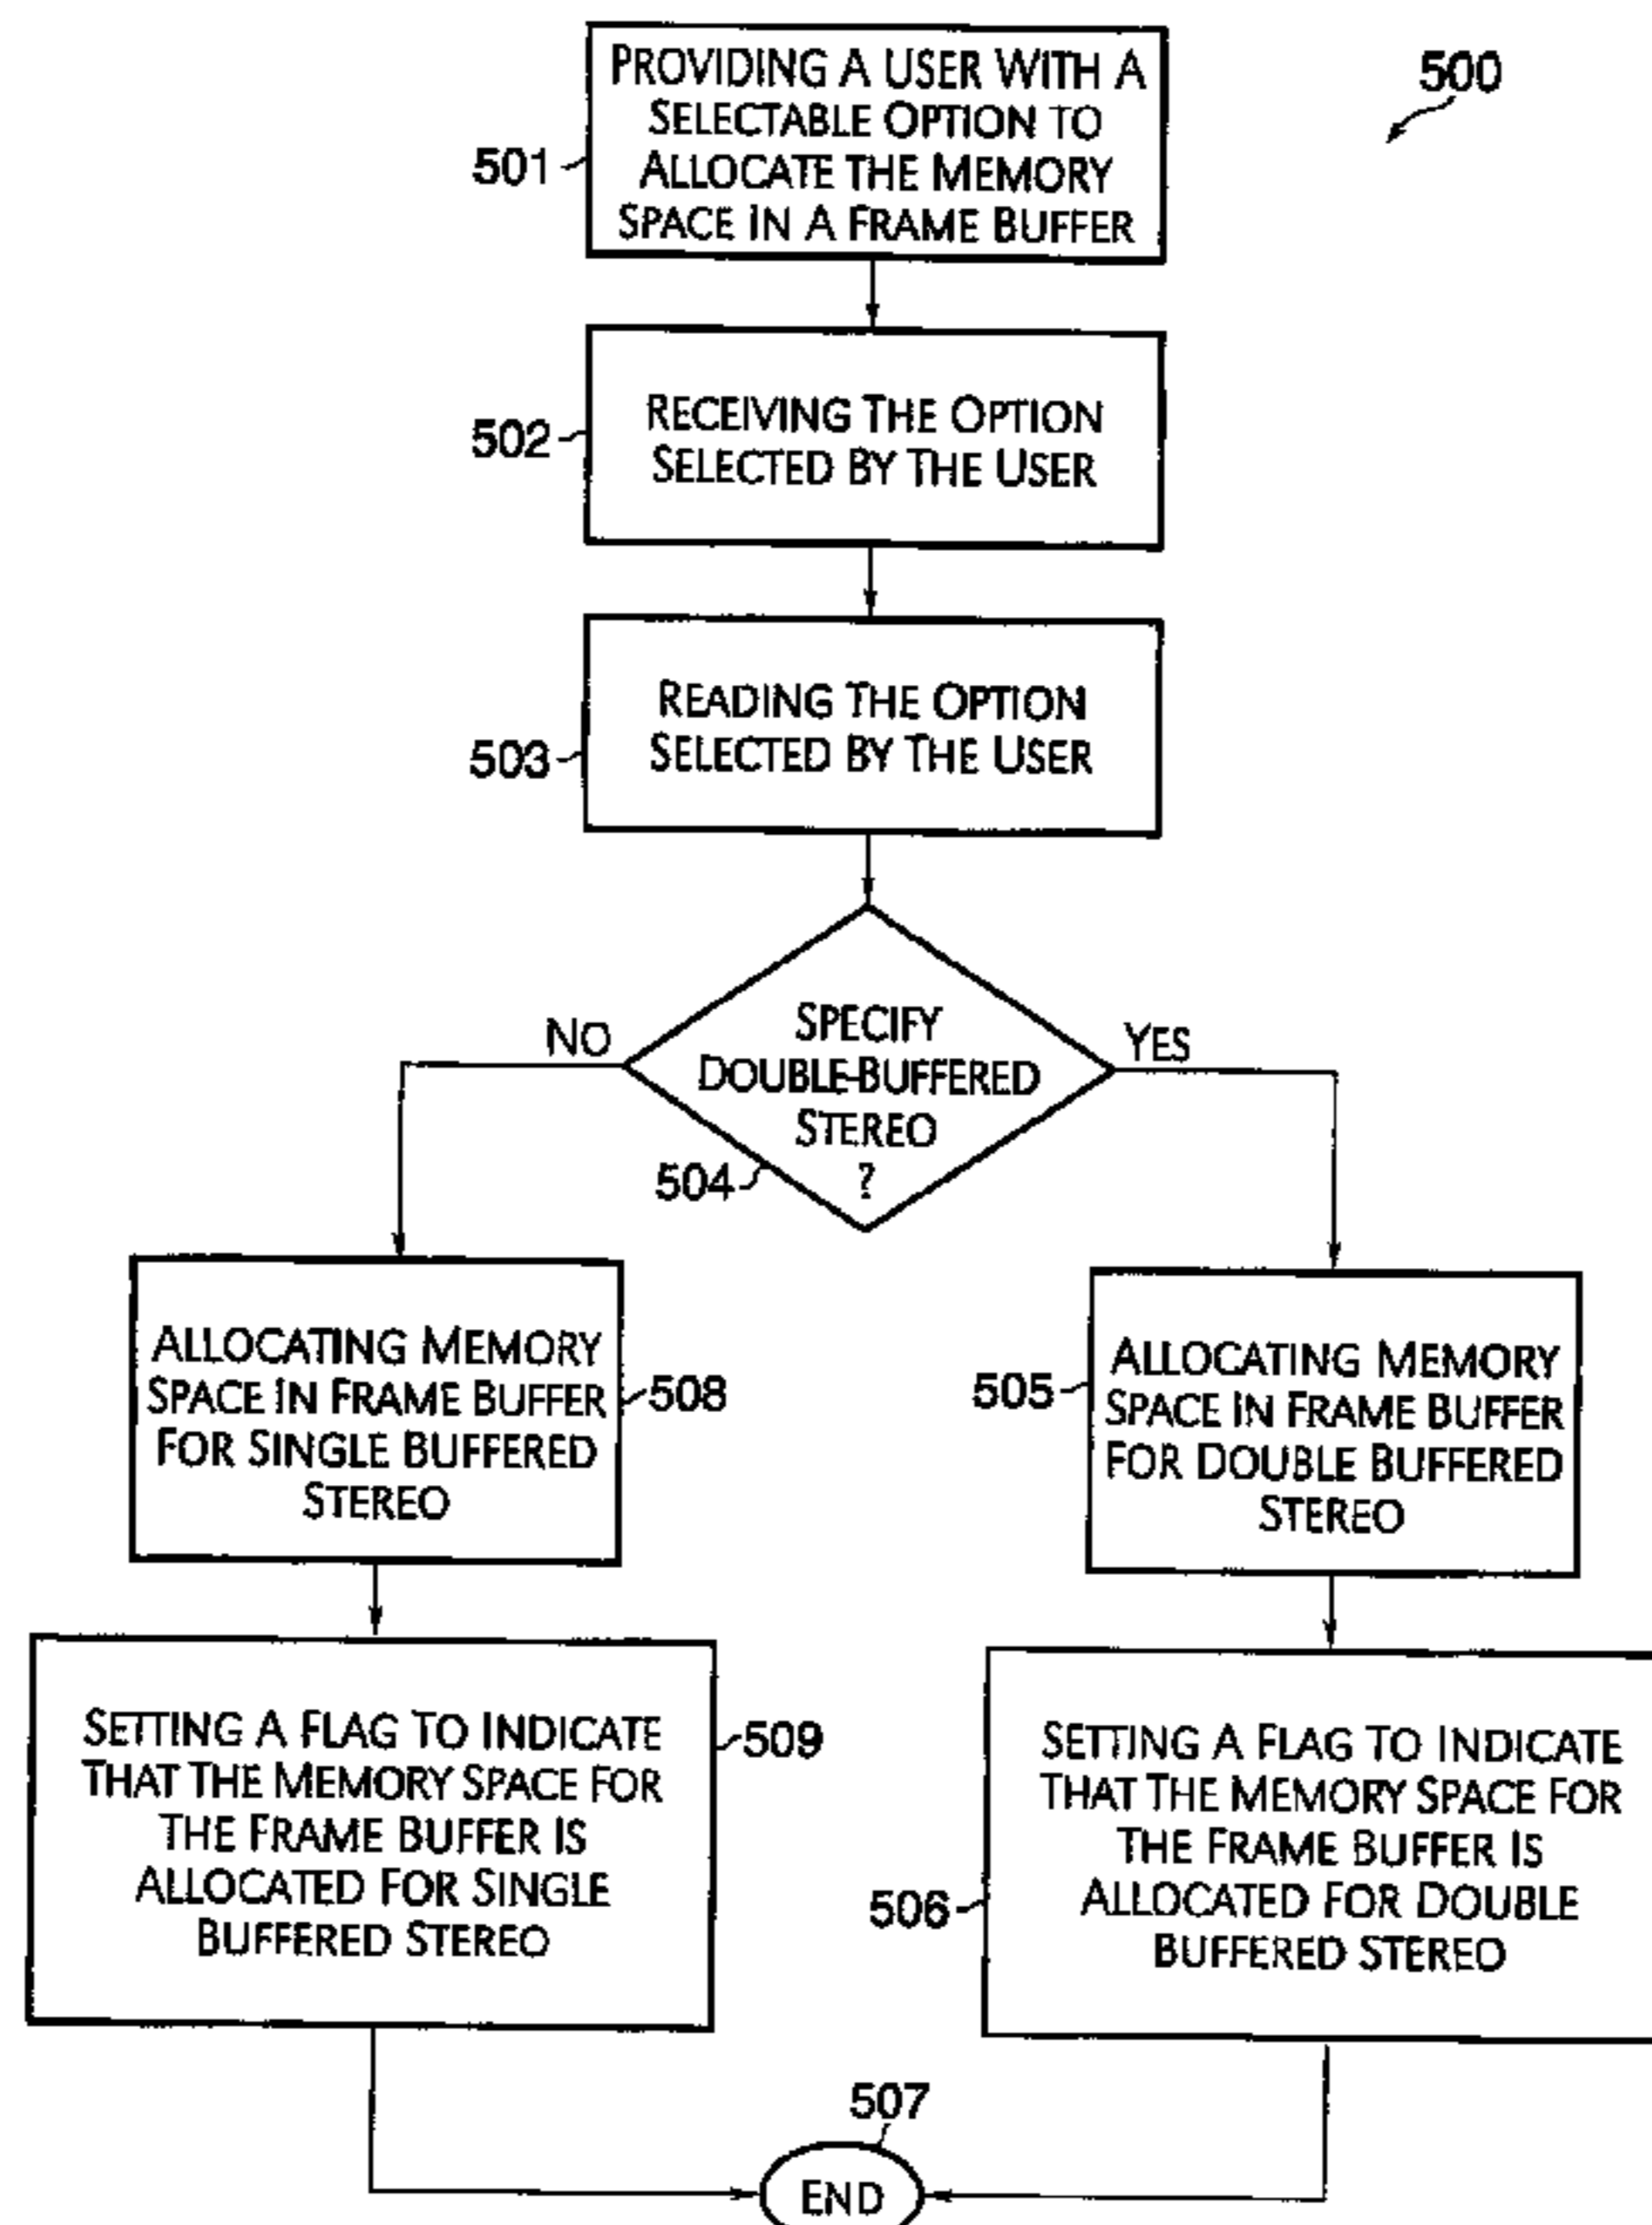 500
PROVIDING A USER WITH A
SELECTABLE OPTION TO
ALLOCATE THE MEMORY
SPACE IN A FRAME BUFFER
501
RECEIVING THE OPTION
SELECTED BY THE USER
502
READING THE OPTION
SELECTED BY THE USER
503
SPECIFY
DOUBLE-BUFFERED
STEREO
?
504
NO
YES
ALLOCATING MEMORY
SPACE IN FRAME BUFFER
FOR SINGLE BUFFERED
STEREO
508
505
ALLOCATING MEMORY
SPACE IN FRAME BUFFER
FOR DOUBLE BUFFERED
STEREO
SETTING A FLAG TO INDICATE
THAT THE MEMORY SPACE FOR
THE FRAME BUFFER IS
ALLOCATED FOR SINGLE
BUFFERED STEREO
509
506
SETTING A FLAG TO INDICATE
THAT THE MEMORY SPACE FOR
THE FRAME BUFFER IS
ALLOCATED FOR DOUBLE
BUFFERED STEREO
507
END